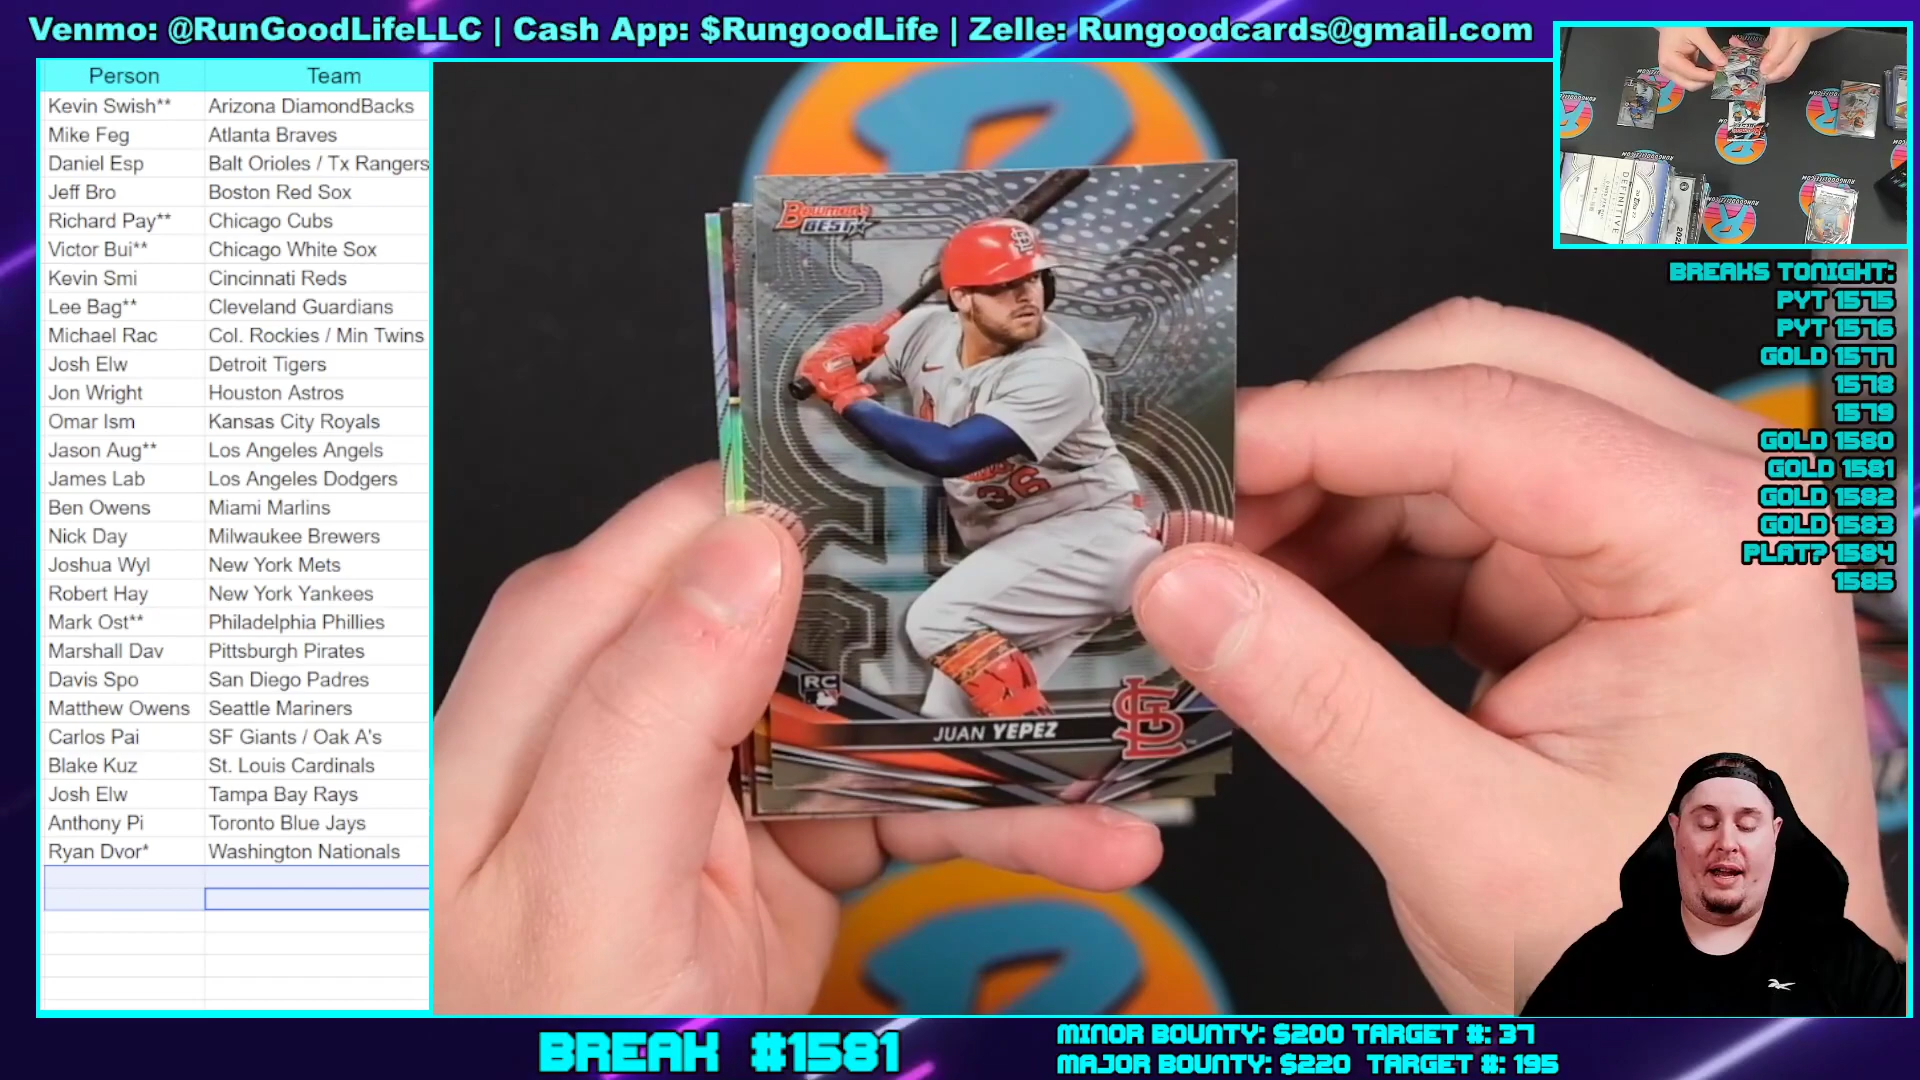 Venmo: @RunGoodLifeLLC | Cash App: $RungoodLife | Zelle: Rungoodcards@gmail.com
Person Team
Kevin Swish** Arizona DiamondBacks
Mike Feg Atlanta Braves
Daniel Esp Balt Orioles / Tx Rangers
Jeff Bro Boston Red Sox
Richard Pay** Chicago Cubs
Victor Bui** Chicago White Sox
Kevin Smi Cincinnati Reds
Lee Bag** Cleveland Guardians
Michael Rac Col. Rockies / Min Twins
Josh Elw Detroit Tigers
Jon Wright Houston Astros
Omar Ism Kansas City Royals
Jason Aug** Los Angeles Angels
James Lab Los Angeles Dodgers
Ben Owens Miami Marlins
Nick Day Milwaukee Brewers
Joshua Wyl New York Mets
Robert Hay New York Yankees
Mark Ost** Philadelphia Phillies
Marshall Dav Pittsburgh Pirates
Davis Spo San Diego Padres
Matthew Owens Seattle Mariners
Carlos Pai SF Giants / Oak A's
Blake Kuz St. Louis Cardinals
Josh Elw Tampa Bay Rays
Anthony Pi Toronto Blue Jays
Ryan Dvor* Washington Nationals
Bowman's
BEST
36
RC
JUAN YEPEZ
STL
DEFINITIVE
BREAKS TONIGHT:
PYT 1575
PYT 1576
GOLD 1577
1578
1579
GOLD 1580
GOLD 1581
GOLD 1582
GOLD 1583
PLAT? 1584
1585
BREAK #1581
MINOR BOUNTY: $200 TARGET #: 37
MAJOR BOUNTY: $220 TARGET #: 195